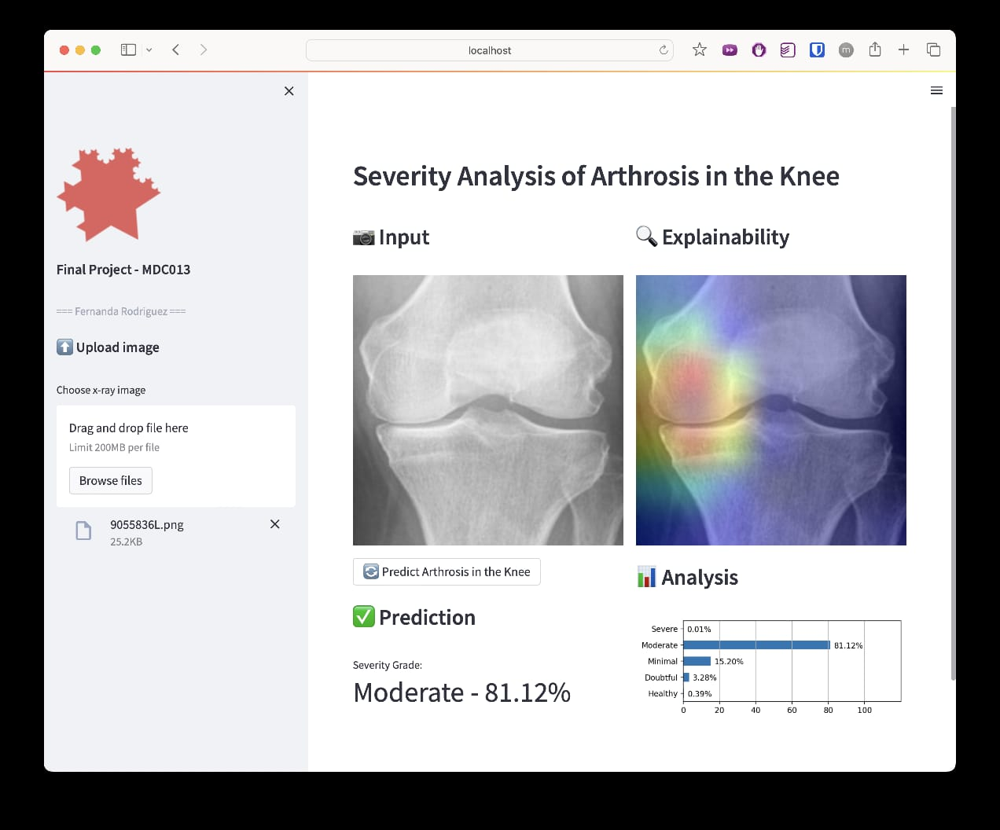 localhost
m
Final Project - MDC013
=== Fernanda Rodriguez ===
Upload image
Choose x-ray image
Drag and drop file here
Limit 200MB per file
Browse files
9055836L.png
25.2KB
Severity Analysis of Arthrosis in the Knee
Input
Predict Arthrosis in the Knee
Prediction
Severity Grade:
Moderate - 81.12%
Explainability
Analysis
Severe 0.01%
Moderate 81.12%
Minimal 15.20%
Doubtful 3.28%
Healthy 0.39%
0 20 40 60 80 100